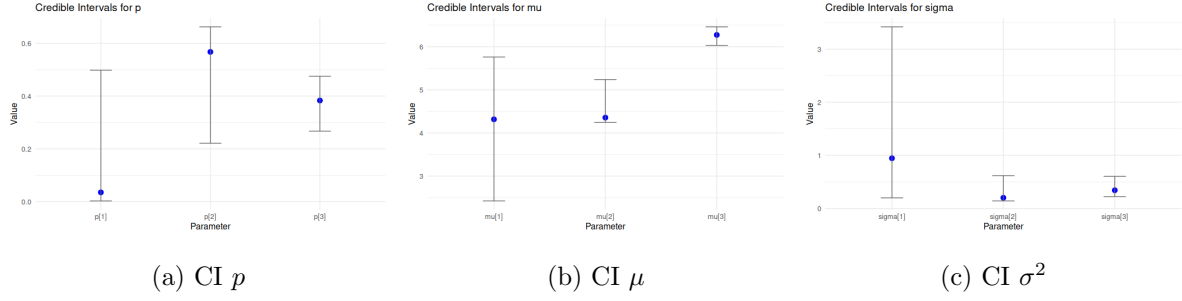 Credible Intervals for p
Value
0.6
0.4
0.2
0.0
p[1] p[2] p[3]
Parameter
(a) CI p
Credible Intervals for mu
Value
6
5
4
3
mu[1] mu[2] mu[3]
Parameter
(b) CI μ
Credible Intervals for sigma
Value
3
2
1
0
sigma[1] sigma[2] sigma[3]
Parameter
(c) CI σ²